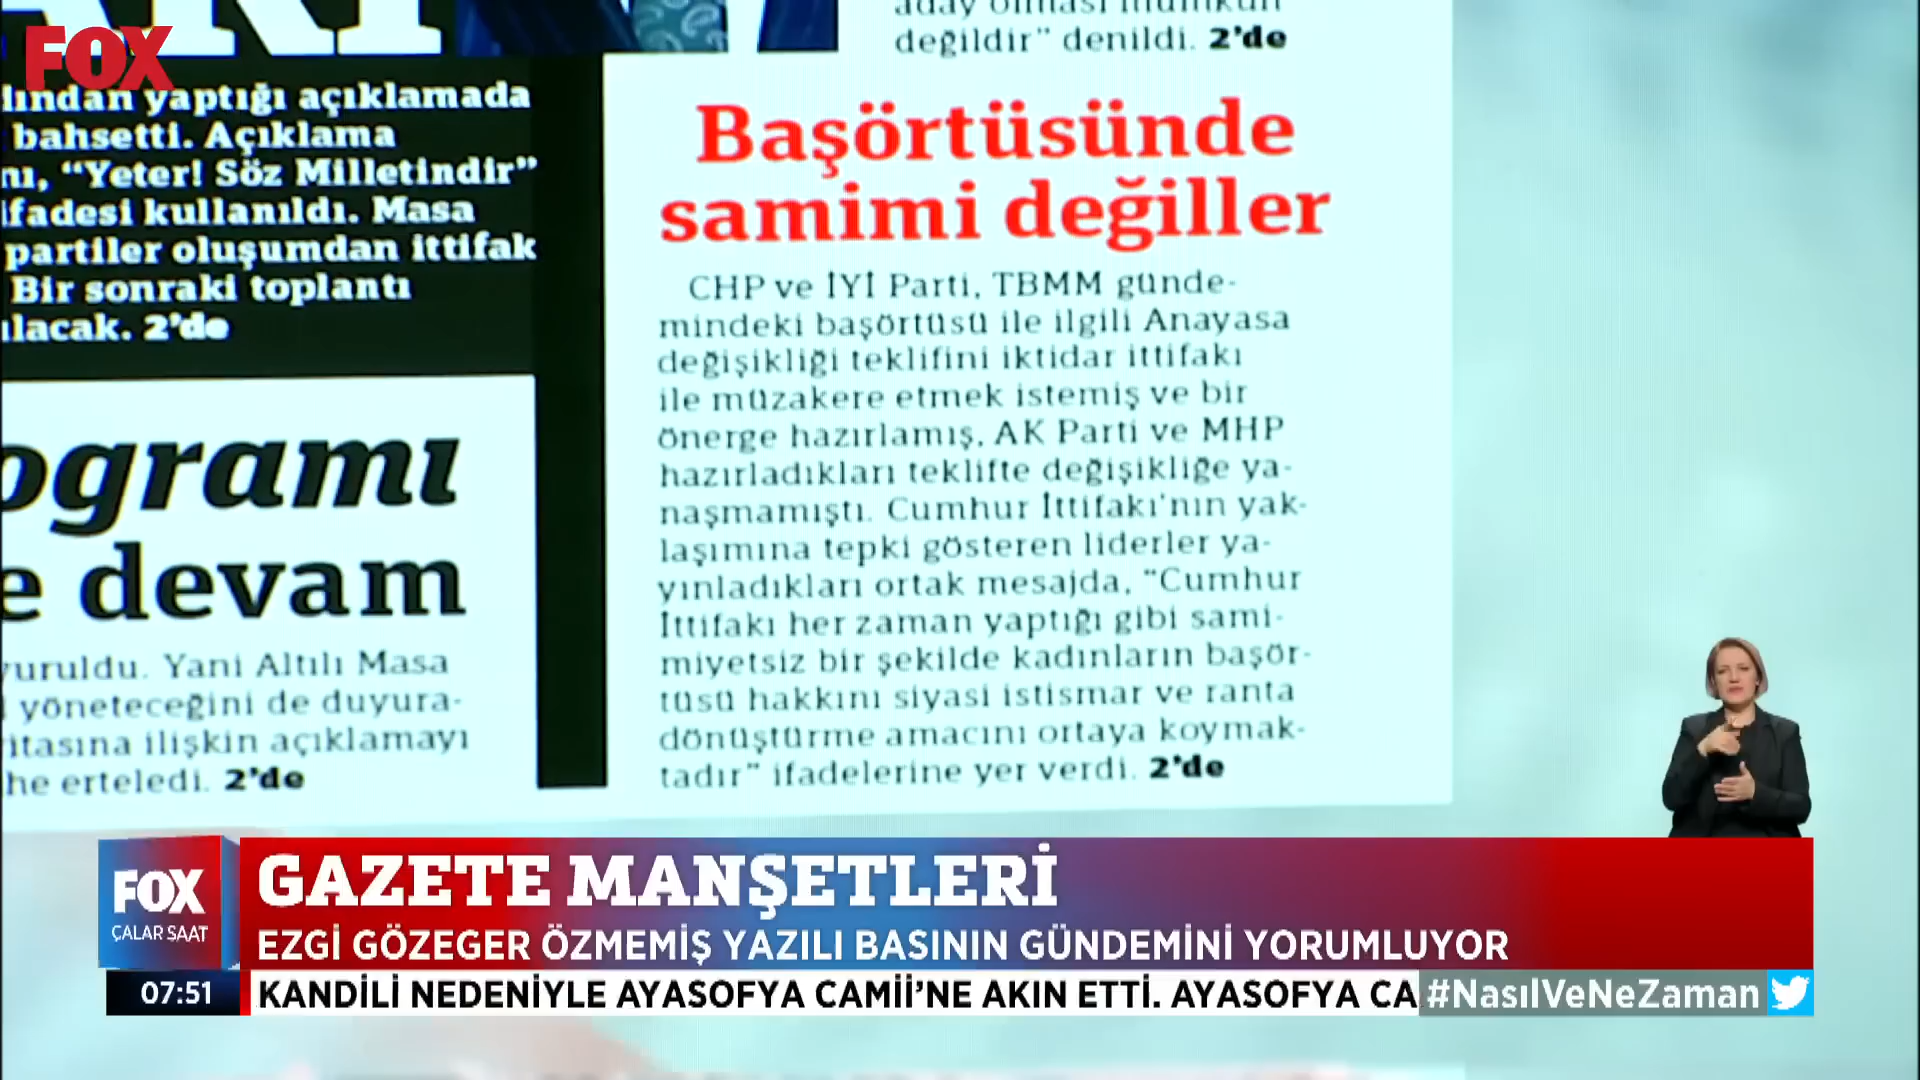 FOX
AKI
lından yaptığı açıklamada
bahsetti. Açıklama
nı, “Yeter! Söz Milletindir”
ifadesi kullanıldı. Masa
partiler oluşumdan ittifak
Bir sonraki toplantı
ılacak. 2’de
ogramı
e devam
yuruldu. Yani Altılı Masa
yöneteceğini de duyura-
itasına ilişkin açıklamayı
he erteledi. 2’de
aday olması mümkün
değildir” denildi. 2’de
Başörtüsünde
samimi değiller
CHP ve İYİ Parti, TBMM günde-
mindeki başörtüsü ile ilgili Anayasa
değişikliği teklifini iktidar ittifakı
ile müzakere etmek istemiş ve bir
önerge hazırlamış, AK Parti ve MHP
hazırladıkları teklifte değişikliğe ya-
naşmamıştı. Cumhur İttifakı’nın yak-
laşımına tepki gösteren liderler ya-
yınladıkları ortak mesajda, “Cumhur
İttifakı her zaman yaptığı gibi sami-
miyetsiz bir şekilde kadınların başör-
tüsü hakkını siyasi istismar ve ranta
dönüştürme amacını ortaya koymak-
tadır” ifadelerine yer verdi. 2’de
FOX
ÇALAR SAAT
GAZETE MANŞETLERİ
EZGİ GÖZEGER ÖZMEMİŞ YAZILI BASININ GÜNDEMİNİ YORUMLUYOR
07:51
KANDİLİ NEDENİYLE AYASOFYA CAMİİ’NE AKIN ETTİ. AYASOFYA CA
#NasılVeNeZaman